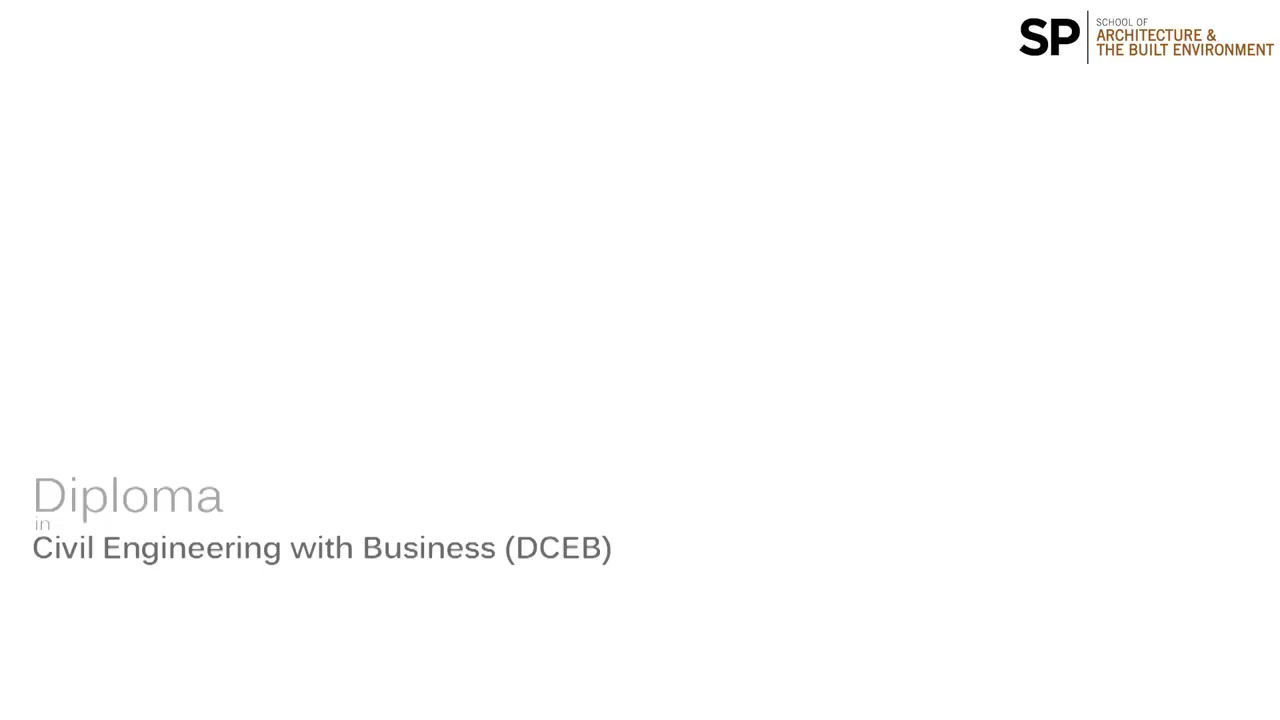 SP
SCHOOL OF
ARCHITECTURE &
THE BUILT ENVIRONMENT
Diploma
in
Civil Engineering with Business (DCEB)